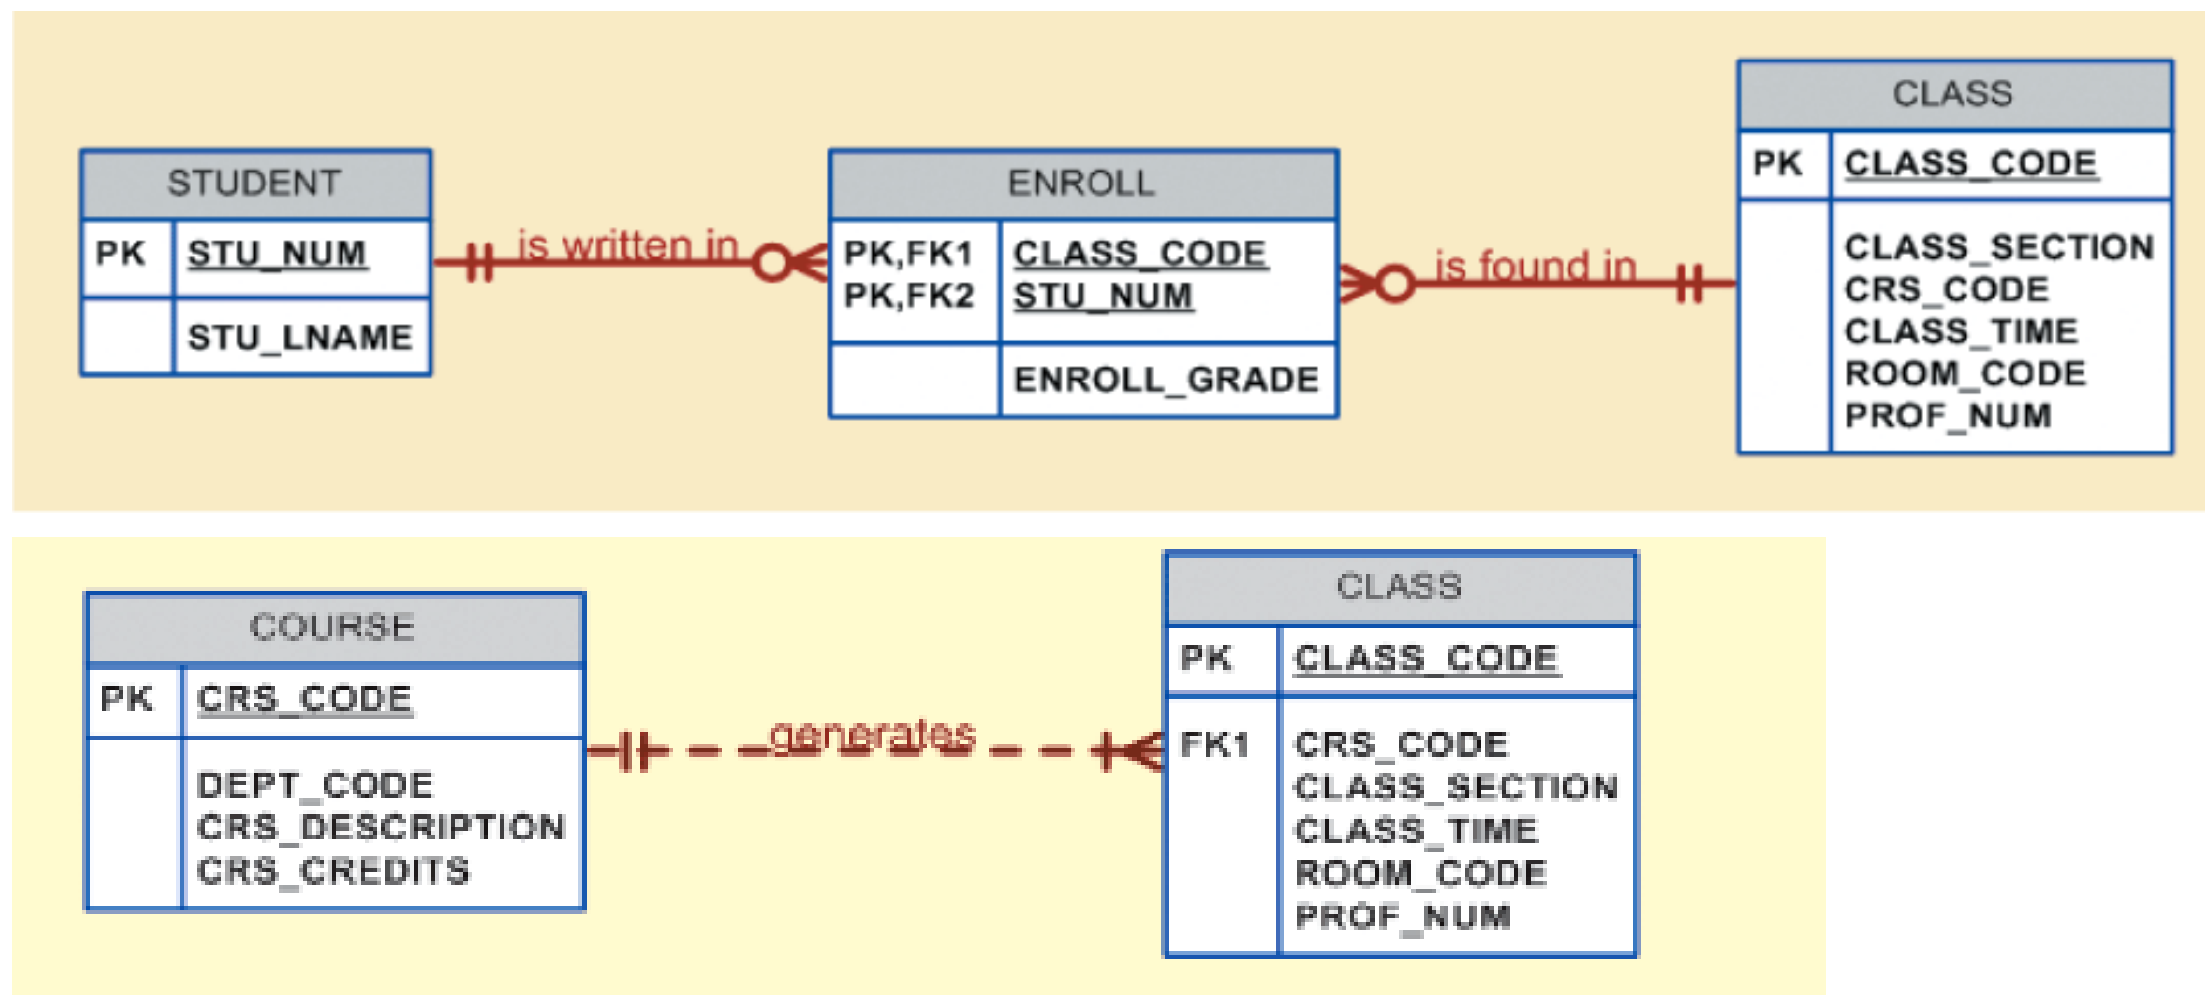 STUDENT
PK STU_NUM
STU_LNAME
is written in
ENROLL
PK,FK1 CLASS_CODE
PK,FK2 STU_NUM
ENROLL_GRADE
is found in
CLASS
PK CLASS_CODE
CLASS_SECTION
CRS_CODE
CLASS_TIME
ROOM_CODE
PROF_NUM
COURSE
PK CRS_CODE
DEPT_CODE
CRS_DESCRIPTION
CRS_CREDITS
generates
CLASS
PK CLASS_CODE
FK1 CRS_CODE
CLASS_SECTION
CLASS_TIME
ROOM_CODE
PROF_NUM